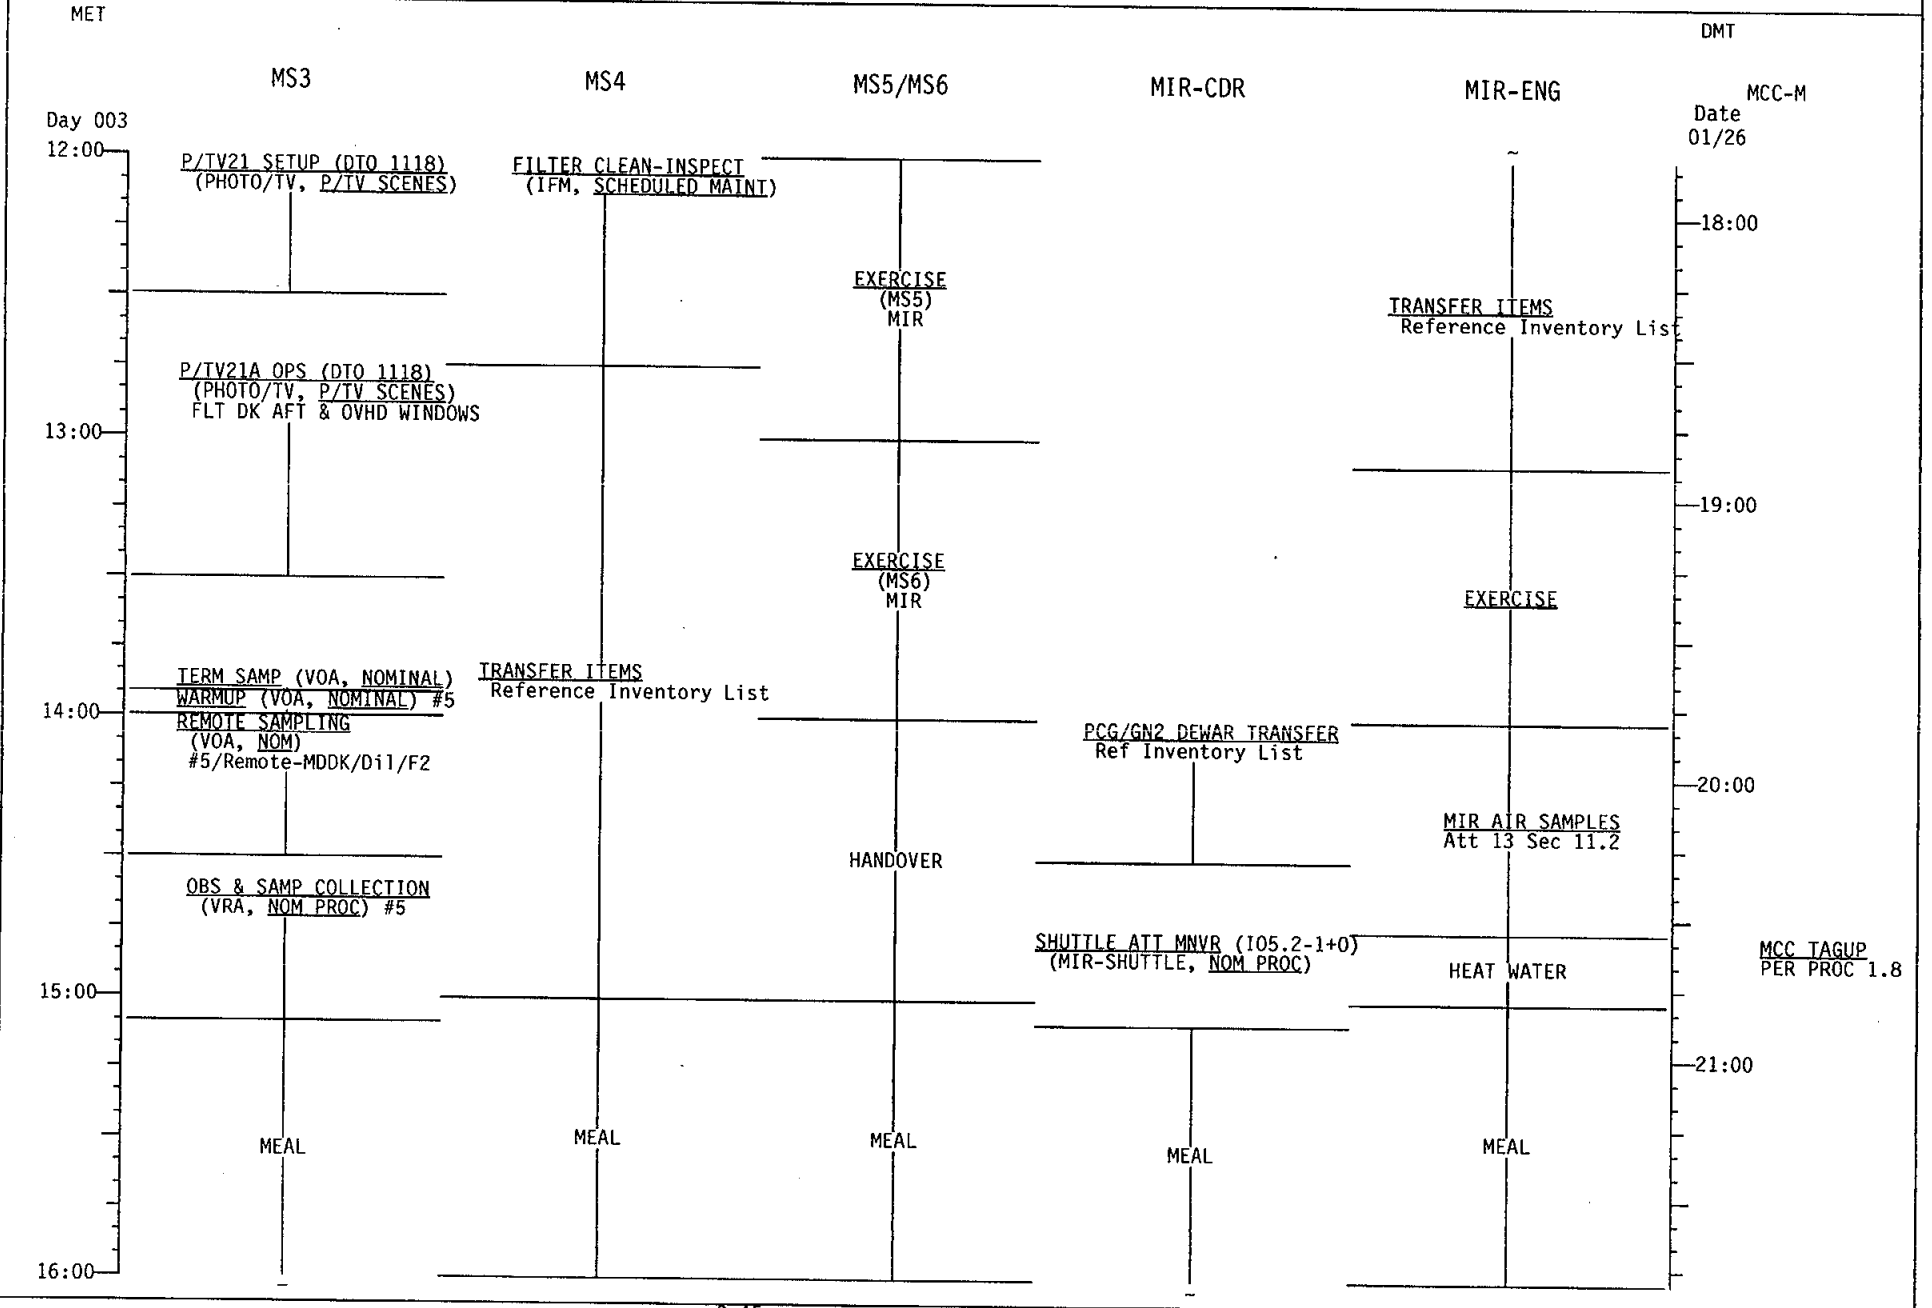 MET
DMT
MS3
MS4
MS5/MS6
MIR-CDR
MIR-ENG
MCC-M
Day 003
Date
01/26
12:00
13:00
14:00
15:00
16:00
P/TV21 SETUP (DTO 1118)
(PHOTO/TV, P/TV SCENES)
P/TV21A OPS (DTO 1118)
(PHOTO/TV, P/TV SCENES)
FLT DK AFT & OVHD WINDOWS
TERM SAMP (VOA, NOMINAL)
WARMUP (VOA, NOMINAL) #5
REMOTE SAMPLING
(VOA, NOM)
#5/Remote-MDDK/Dil/F2
OBS & SAMP COLLECTION
(VRA, NOM PROC) #5
MEAL
FILTER CLEAN-INSPECT
(IFM, SCHEDULED MAINT)
TRANSFER ITEMS
Reference Inventory List
MEAL
EXERCISE
(MS5)
MIR
EXERCISE
(MS6)
MIR
HANDOVER
MEAL
PCG/GN2 DEWAR TRANSFER
Ref Inventory List
SHUTTLE ATT MNVR (IO5.2-1+0)
(MIR-SHUTTLE, NOM PROC)
MEAL
~
~
TRANSFER ITEMS
Reference Inventory List
EXERCISE
MIR AIR SAMPLES
Att 13 Sec 11.2
HEAT WATER
MEAL
18:00
19:00
20:00
21:00
MCC TAGUP
PER PROC 1.8